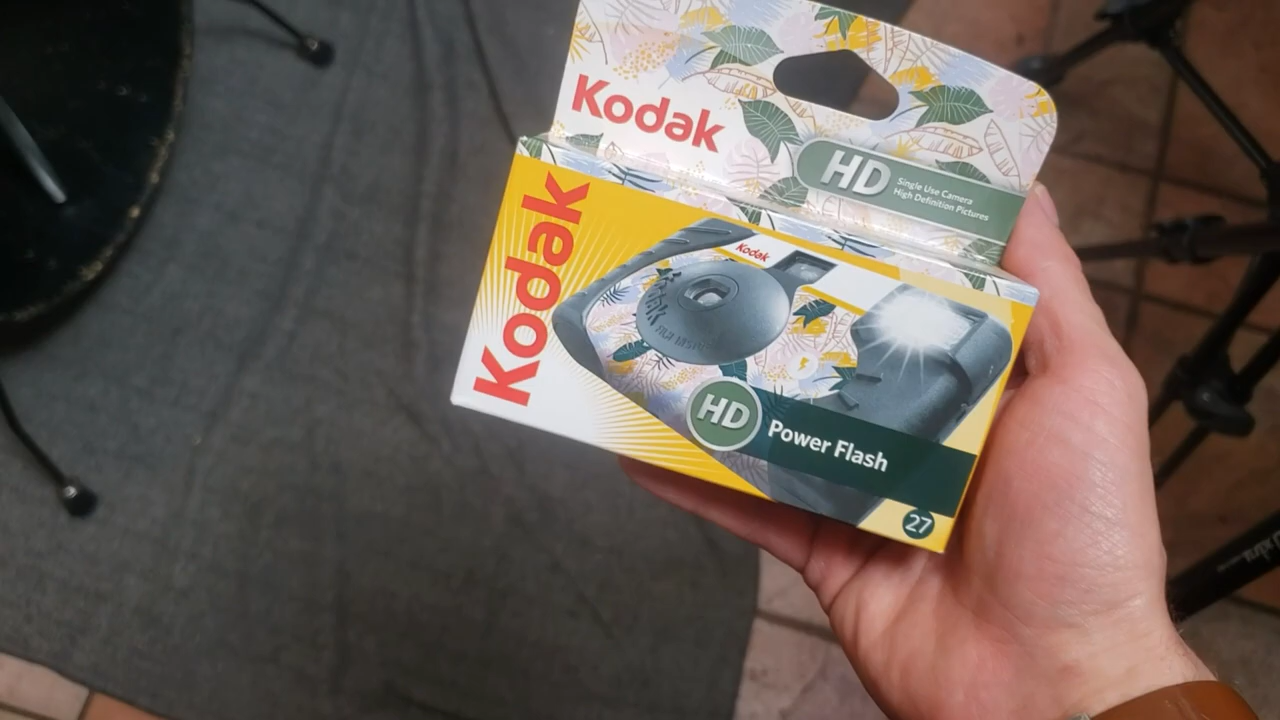 Kodak
HD
Single Use Camera
High Definition Pictures
Kodak
Kodak
HD
Power Flash
27